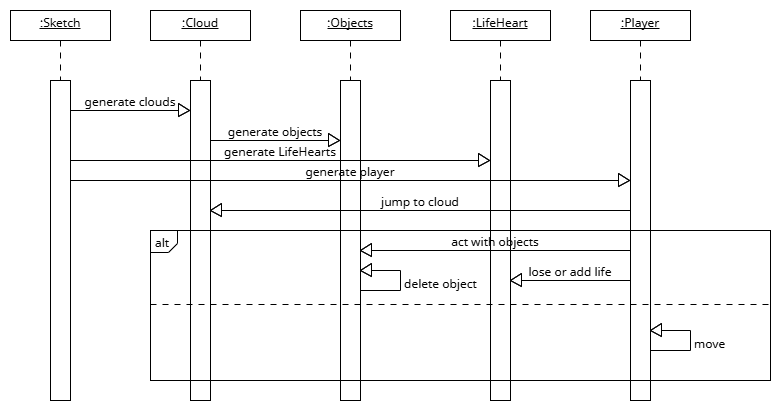 :Sketch
:Cloud
:Objects
:LifeHeart
:Player
generate clouds
generate objects
generate LifeHearts
generate player
jump to cloud
alt
act with objects
lose or add life
delete object
move